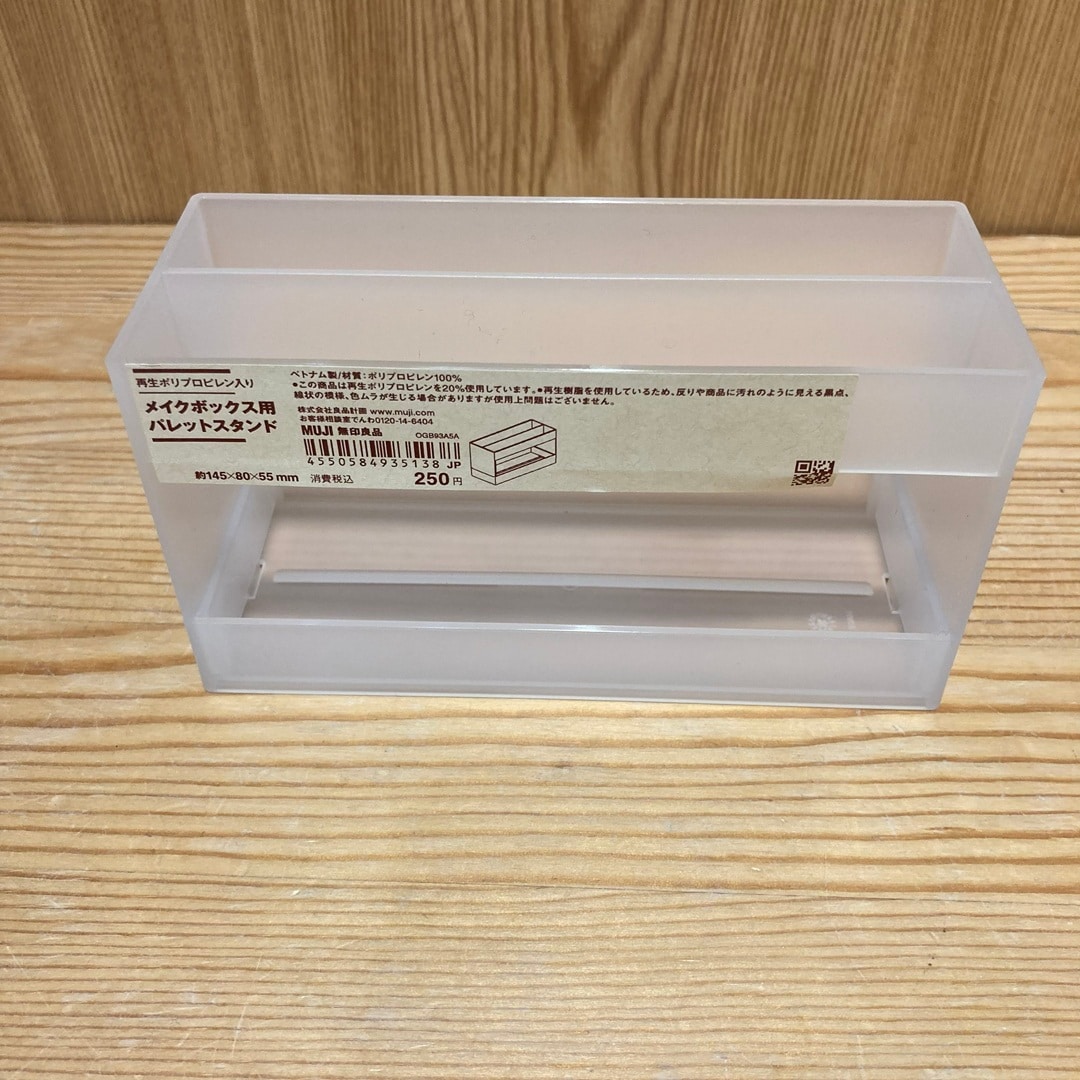 再生ポリプロピレン入り
メイクボックス用
パレットスタンド
約145×80×55mm
ベトナム製/材質:ポリプロピレン100%
●この商品は再生ポリプロピレンを20%使用しています。●再生樹脂を使用しているため、反りや商品に汚れのように見える黒点、
線状の模様、色ムラが生じる場合がありますが使用上問題はございません。
株式会社良品計画 www.muji.com
お客様相談室でんわ0120-14-6404
MUJI 無印良品
OGB93A5A
4550584935138 JP
消費税込 250円